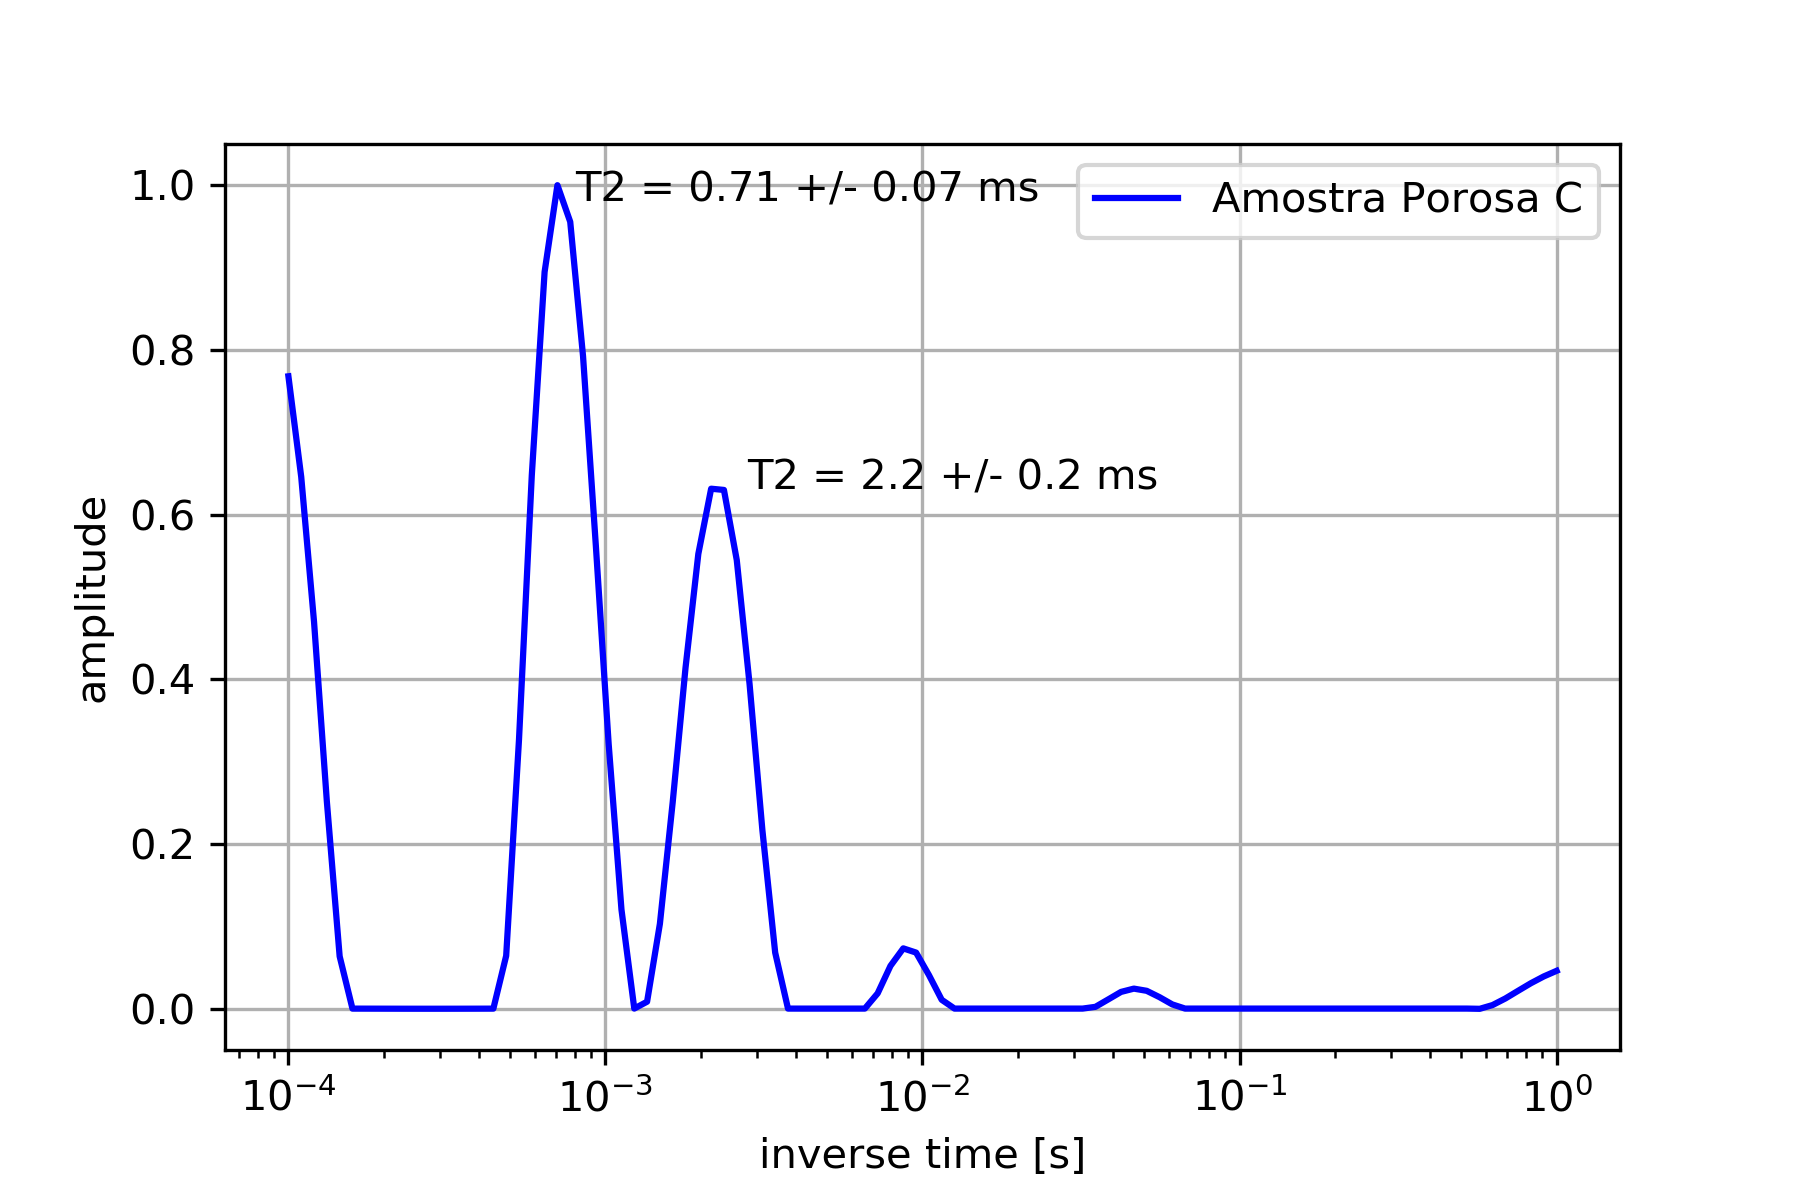 T2 = 0.71 +/- 0.07 ms
Amostra Porosa C
T2 = 2.2 +/- 0.2 ms
amplitude
1.0
0.8
0.6
0.4
0.2
0.0
10⁻⁴ 10⁻³ 10⁻² 10⁻¹ 10⁰
inverse time [s]